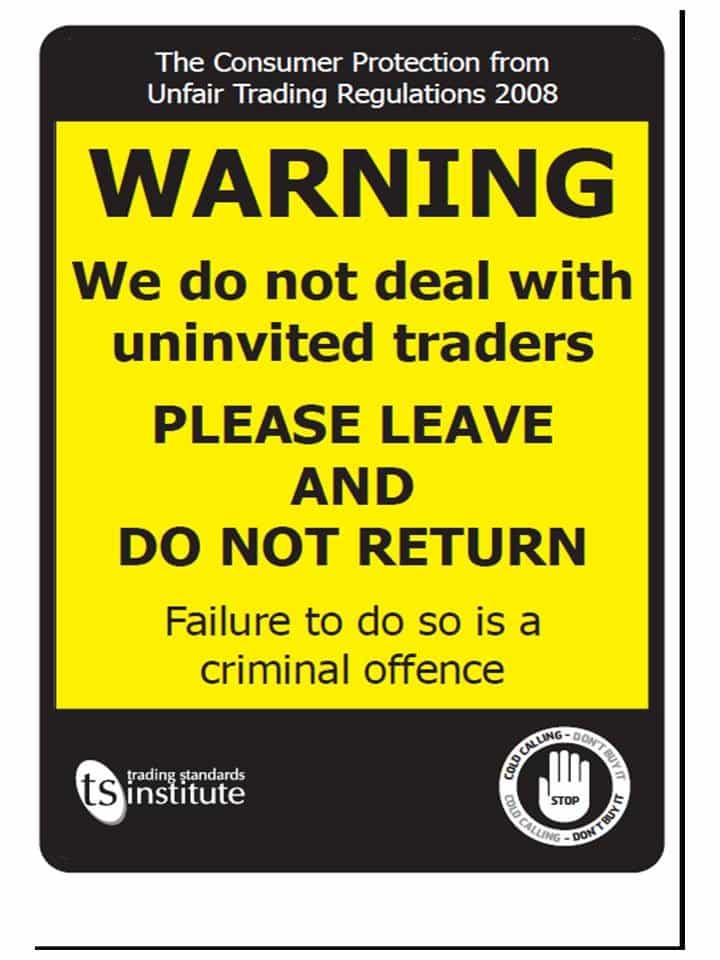 The Consumer Protection from
Unfair Trading Regulations 2008
WARNING
We do not deal with
uninvited traders
PLEASE LEAVE
AND
DO NOT RETURN
Failure to do so is a
criminal offence
ts trading standards
institute
COLD CALLING - DON'T BUY IT
STOP
COLD CALLING - DON'T BUY IT